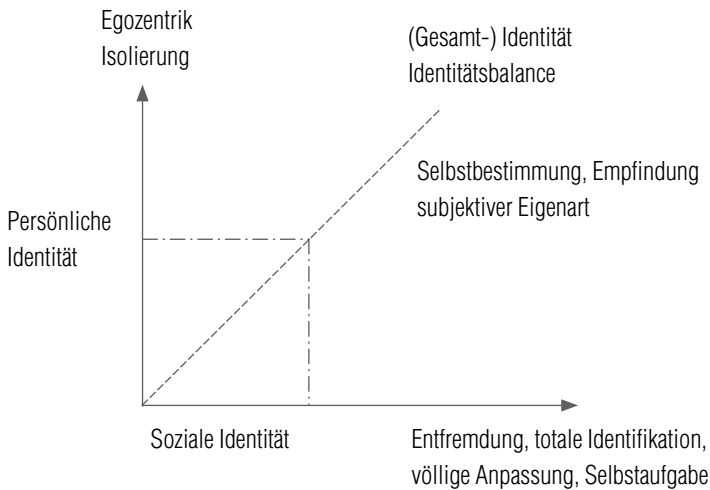 Egozentrik
Isolierung
(Gesamt-) Identität
Identitätsbalance
Selbstbestimmung, Empfindung
subjektiver Eigenart
Persönliche
Identität
Soziale Identität
Entfremdung, totale Identifikation,
völlige Anpassung, Selbstaufgabe